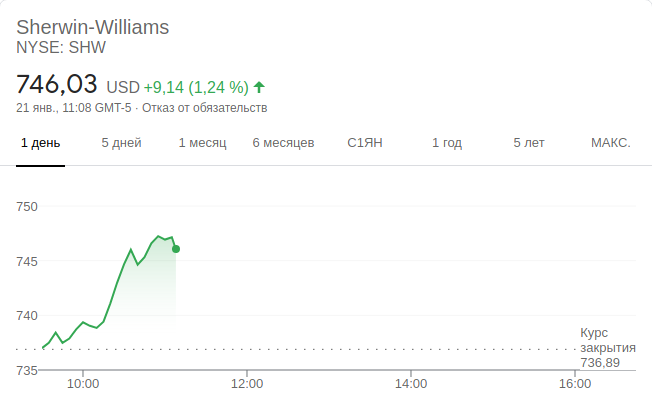 Sherwin-Williams
NYSE: SHW
746,03 USD +9,14 (1,24 %)
21 янв., 11:08 GMT-5 · Отказ от обязательств
1 день 5 дней 1 месяц 6 месяцев С1ЯН 1 год 5 лет МАКС.
750
745
740
735
Курс
закрытия
736,89
10:00 12:00 14:00 16:00